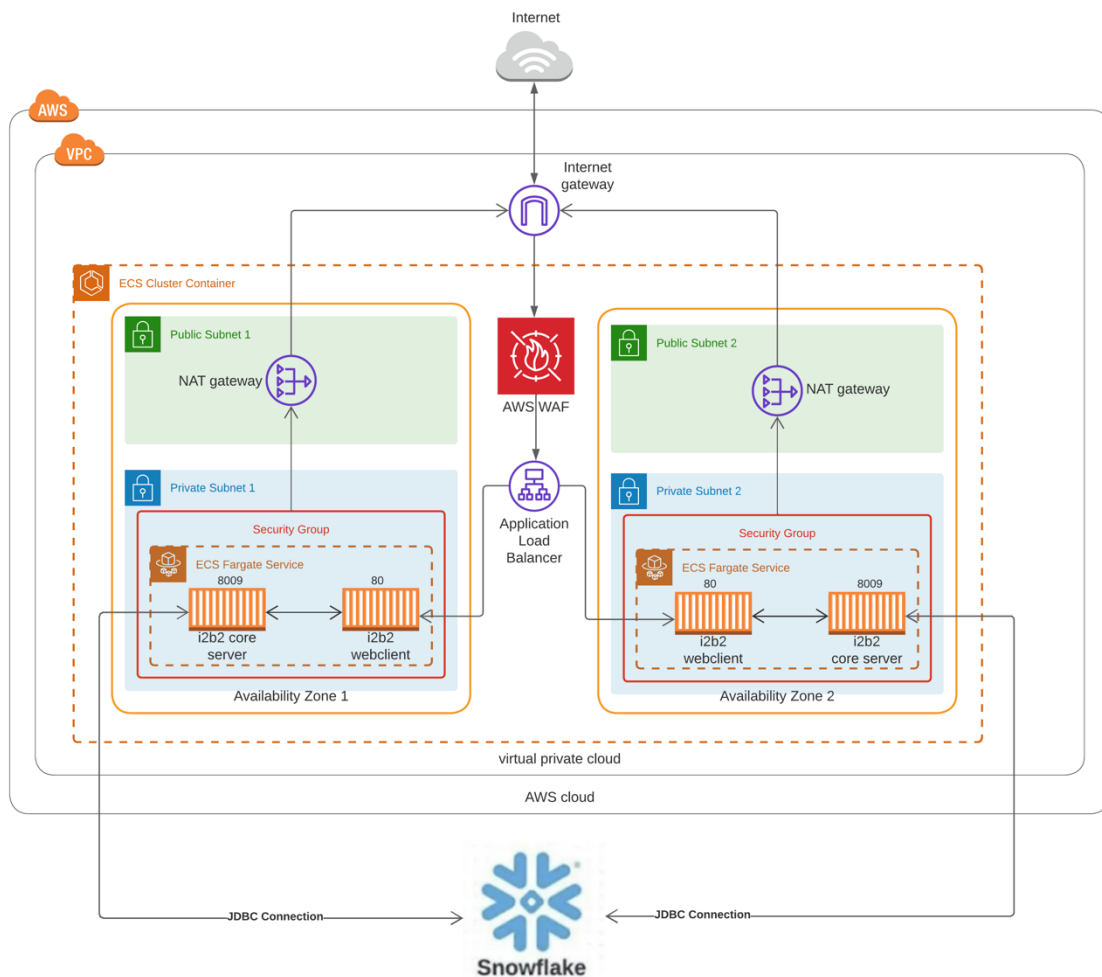 Internet
AWS
VPC
Internet
gateway
ECS Cluster Container
Public Subnet 1
NAT gateway
AWS WAF
Public Subnet 2
NAT gateway
Private Subnet 1
Security Group
ECS Fargate Service
8009
80
i2b2 core
server
i2b2
webclient
Availability Zone 1
Application
Load
Balancer
Private Subnet 2
Security Group
ECS Fargate Service
80
8009
i2b2
webclient
i2b2
core server
Availability Zone 2
virtual private cloud
AWS cloud
JDBC Connection
JDBC Connection
Snowflake